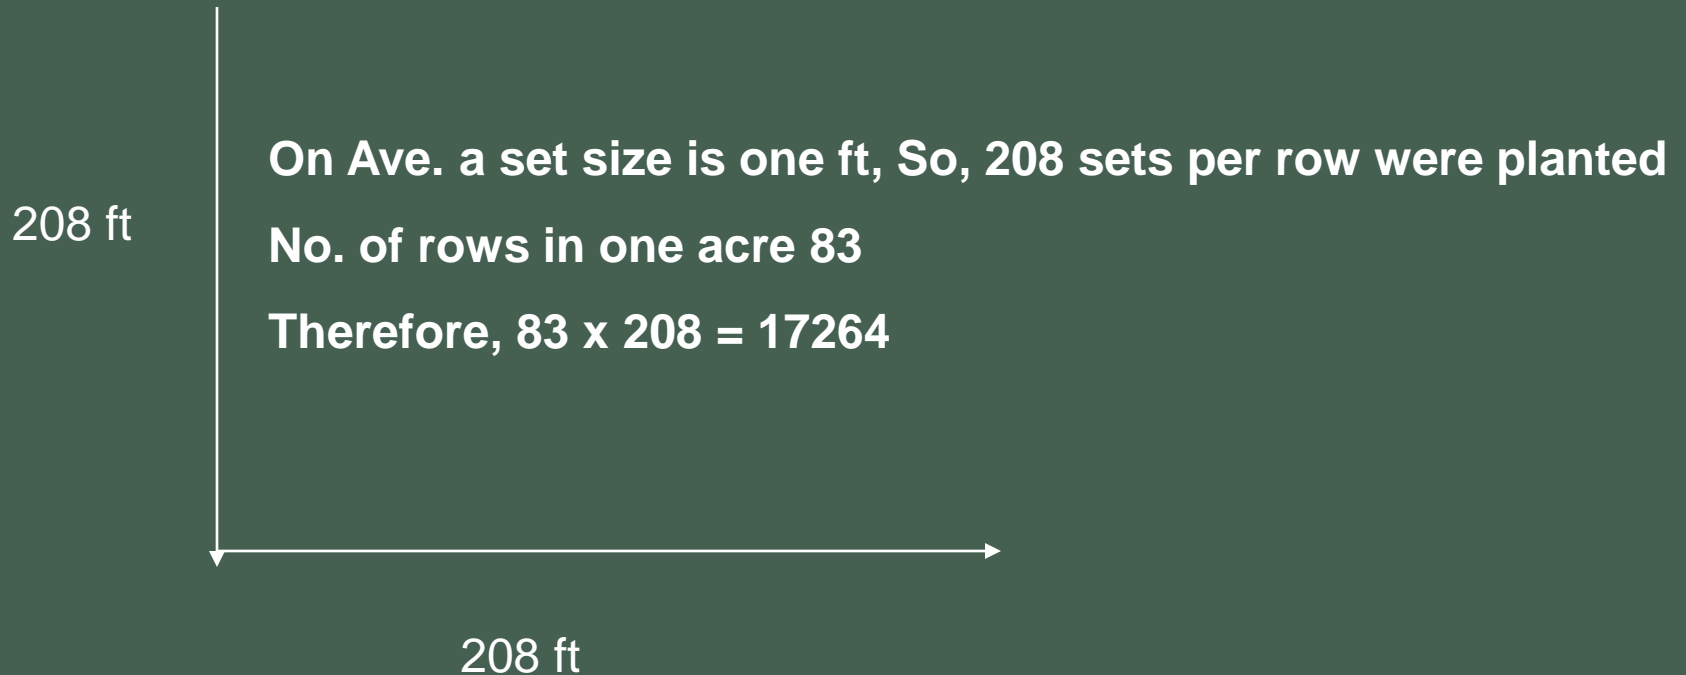 On Ave. a set size is one ft, So, 208 sets per row were planted
208 ft
No. of rows in one acre 83
Therefore, 83 x 208 = 17264
208 ft